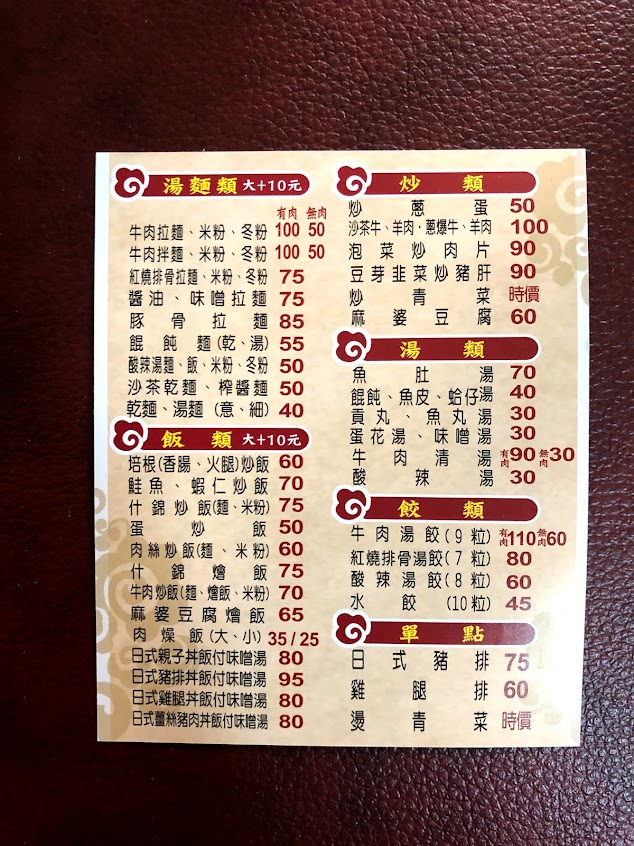 湯麵類 大+10元
有肉 無肉
牛肉拉麵、米粉、冬粉 100 50
牛肉拌麵、米粉、冬粉 100 50
紅燒排骨拉麵、米粉、冬粉 75
醬油、味噌拉麵 75
豚骨拉麵 85
餛飩麵(乾、湯) 55
酸辣湯麵、飯、米粉、冬粉 50
沙茶乾麵、榨醬麵 50
乾麵、湯麵(意、細) 40
飯類 大+10元
培根(香腸、火腿)炒飯 60
鮭魚、蝦仁炒飯 70
什錦炒飯(麵、米粉) 75
蛋炒飯 50
肉絲炒飯(麵、米粉) 60
什錦燴飯 75
牛肉炒飯(麵、燴飯、米粉) 70
麻婆豆腐燴飯 65
肉燥飯(大、小) 35/25
日式親子丼飯付味噌湯 80
日式豬排丼飯付味噌湯 95
日式雞腿丼飯付味噌湯 80
日式薑絲豬肉丼飯付味噌湯 80
炒類
炒蔥蛋 50
沙茶牛、羊肉·蔥爆牛、羊肉 100
泡菜炒肉片 90
豆芽韭菜炒豬肝 90
炒青菜 時價
麻婆豆腐 60
湯類
魚肚湯 70
餛飩、魚皮、蛤仔湯 40
貢丸、魚丸湯 30
蛋花湯、味噌湯 30
牛肉清湯 有肉90 無肉30
酸辣湯 30
餃類
牛肉湯餃(9粒) 有肉110 無肉60
紅燒排骨湯餃(7粒) 80
酸辣湯餃(8粒) 60
水餃(10粒) 45
單點
日式豬排 75
雞腿排 60
燙青菜 時價